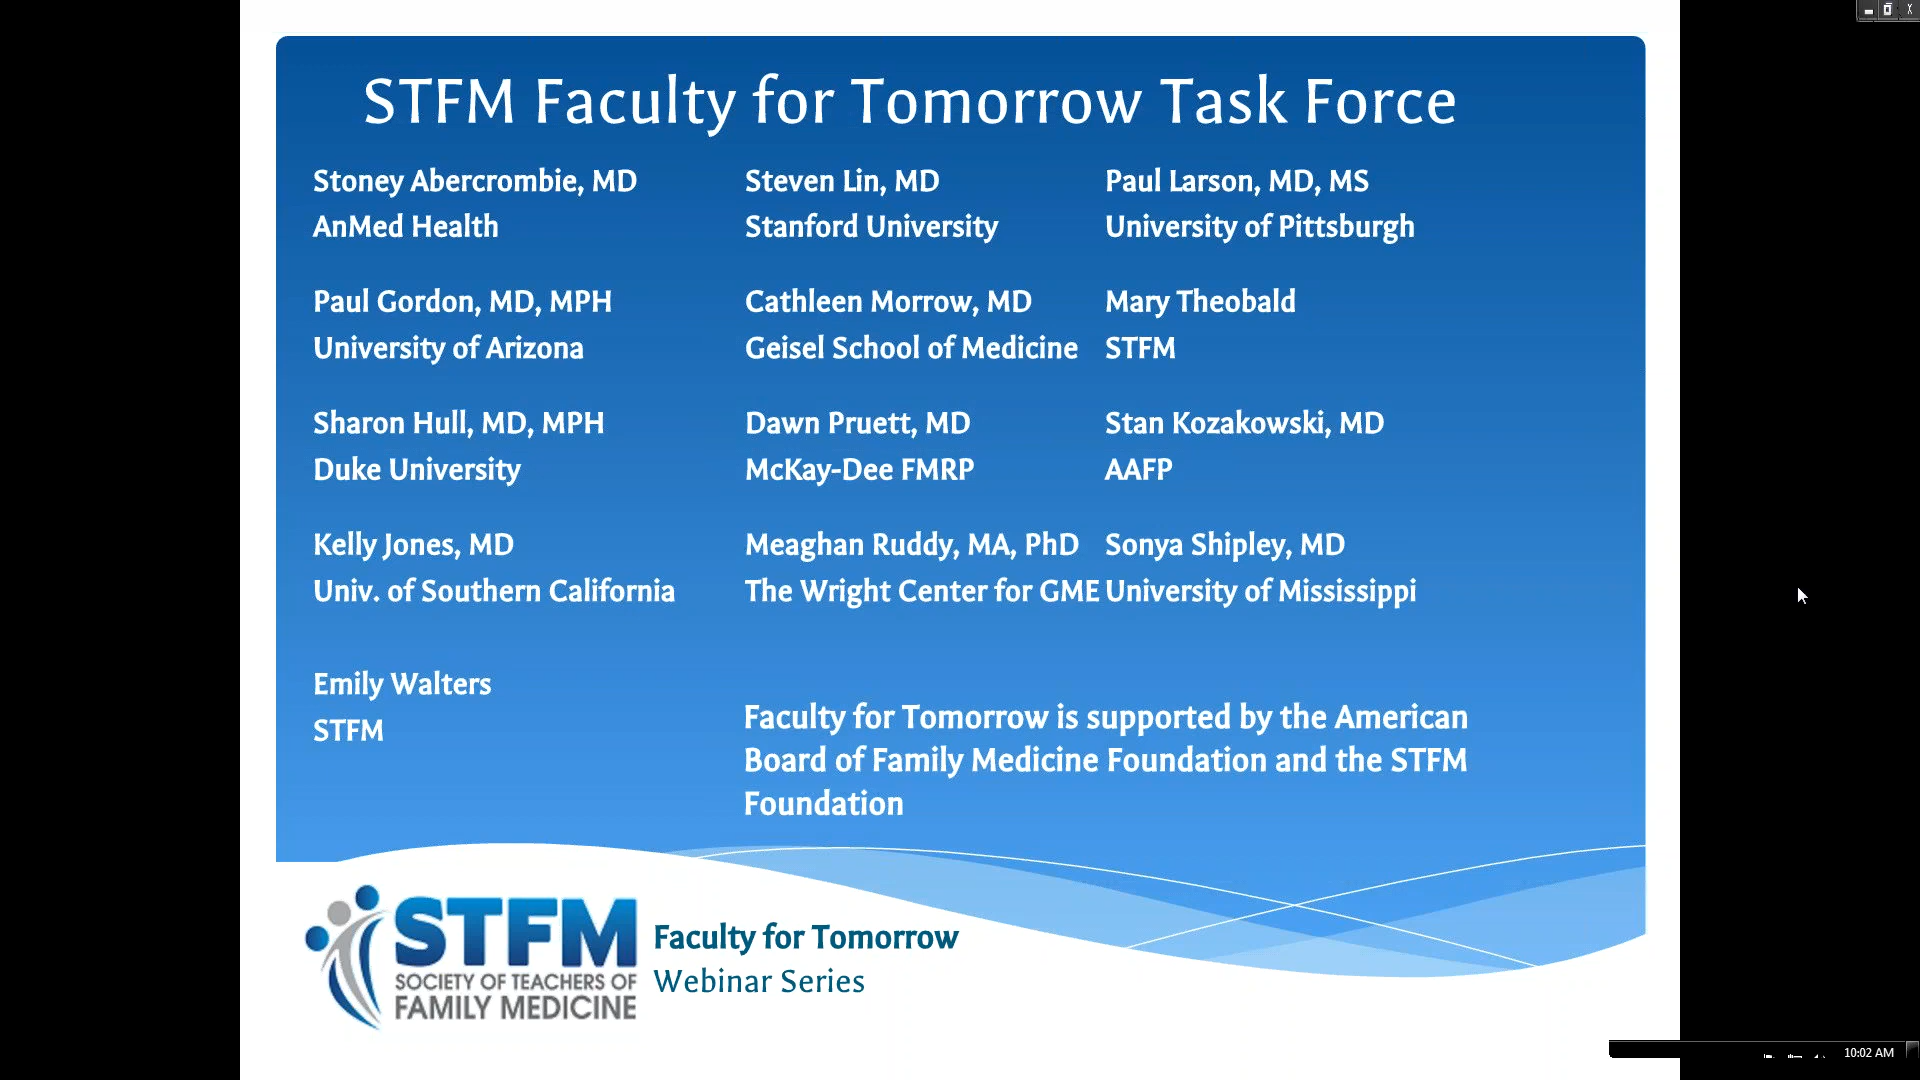 STFM Faculty for Tomorrow Task Force
Stoney Abercrombie, MD
AnMed Health
Steven Lin, MD
Stanford University
Paul Larson, MD, MS
University of Pittsburgh
Paul Gordon, MD, MPH
University of Arizona
Cathleen Morrow, MD
Geisel School of Medicine
Mary Theobald
STFM
Sharon Hull, MD, MPH
Duke University
Dawn Pruett, MD
McKay-Dee FMRP
Stan Kozakowski, MD
AAFP
Kelly Jones, MD
Univ. of Southern California
Meaghan Ruddy, MA, PhD
The Wright Center for GME
Sonya Shipley, MD
University of Mississippi
Emily Walters
STFM
Faculty for Tomorrow is supported by the American
Board of Family Medicine Foundation and the STFM
Foundation
STFM
SOCIETY OF TEACHERS OF
FAMILY MEDICINE
Faculty for Tomorrow
Webinar Series
10:02 AM